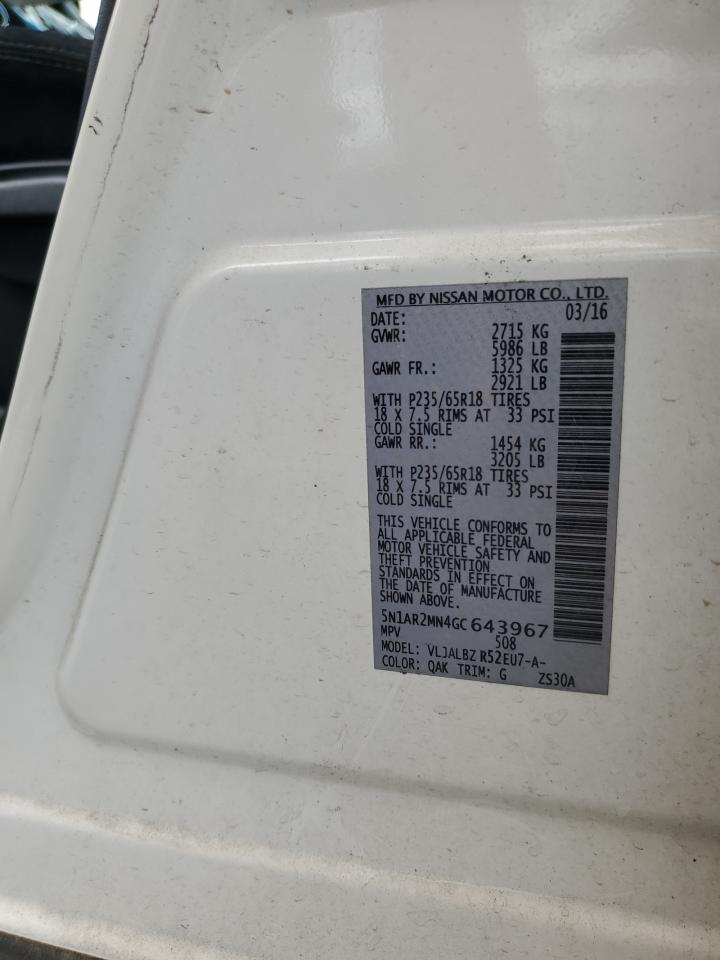 MFD BY NISSAN MOTOR CO., LTD.
DATE: 03/16
GVWR: 2715 KG
5986 LB
GAWR FR.: 1325 KG
2921 LB
WITH P235/65R18 TIRES
18 X 7.5 RIMS AT 33 PSI
COLD SINGLE
GAWR RR.: 1454 KG
3205 LB
WITH P235/65R18 TIRES
18 X 7.5 RIMS AT 33 PSI
COLD SINGLE
THIS VEHICLE CONFORMS TO
ALL APPLICABLE FEDERAL
MOTOR VEHICLE SAFETY AND
THEFT PREVENTION
STANDARDS IN EFFECT ON
THE DATE OF MANUFACTURE
SHOWN ABOVE.
5N1AR2MN4GC643967
MPV 508
MODEL: VLJALBZ R52EU7-A-
COLOR: QAK TRIM: G ZS30A